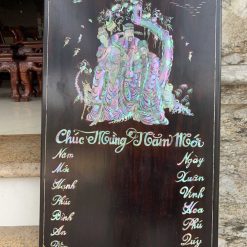 Chúc Mừng Năm Mới
Năm Ngày
Mới Xuân
Hạnh Vinh
Phúc Hoa
Bình Phú
An Quý